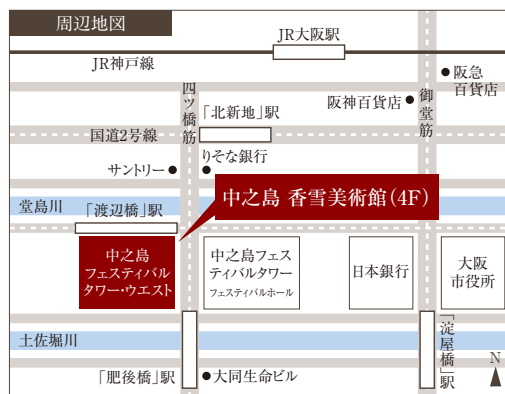 周辺地図
JR大阪駅
JR神戸線
阪急
百貨店
四ツ橋筋
「北新地」駅
阪神百貨店
御堂筋
国道2号線
りそな銀行
サントリー
中之島 香雪美術館(4F)
堂島川
「渡辺橋」駅
中之島
フェスティバル
タワー・ウエスト
中之島フェス
ティバルタワー
フェスティバルホール
日本銀行
大阪
市役所
土佐堀川
「淀屋橋」駅
「肥後橋」駅
大同生命ビル
N